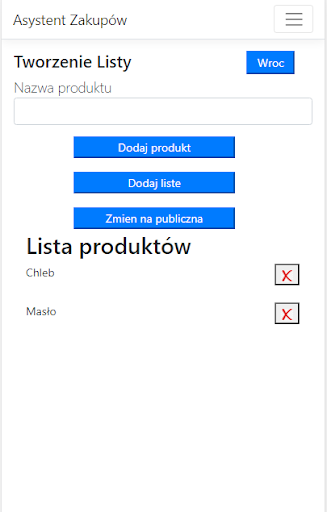 Asystent Zakupów
Tworzenie Listy
Wroc
Nazwa produktu
Dodaj produkt
Dodaj liste
Zmien na publiczna
Lista produktów
Chleb
X
Masło
X